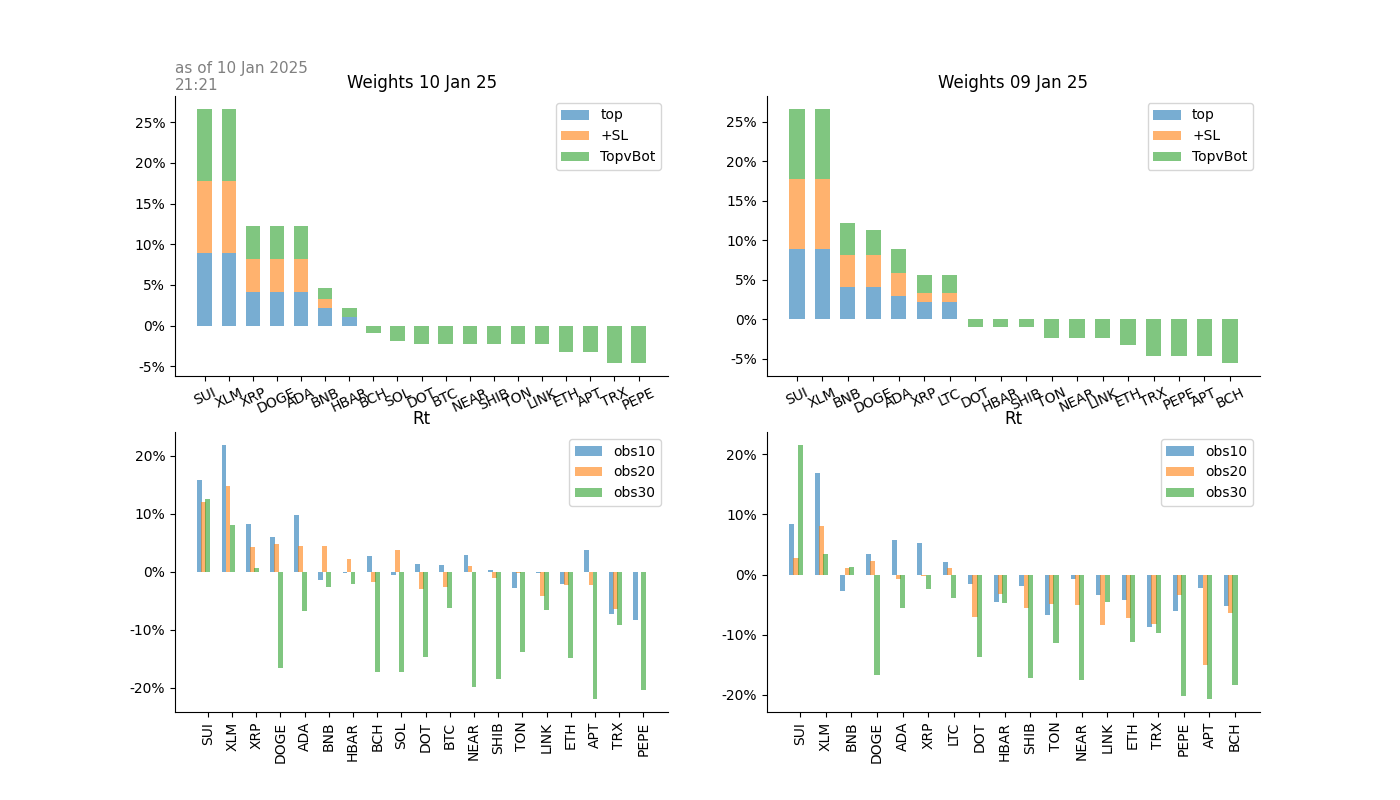 as of 10 Jan 2025
21:21
Weights 10 Jan 25
top
+SL
TopvBot
25%
20%
15%
10%
5%
0%
-5%
SUI XLM XRP DOGE ADA BNB HBAR BCH SOL DOT BTC NEAR SHIB TON LINK ETH APT TRX PEPE
Weights 09 Jan 25
top
+SL
TopvBot
25%
20%
15%
10%
5%
0%
-5%
SUI XLM BNB DOGE ADA XRP LTC DOT HBAR SHIB TON NEAR LINK ETH TRX PEPE APT BCH
Rt
obs10
obs20
obs30
20%
10%
0%
-10%
-20%
SUI XLM XRP DOGE ADA BNB HBAR BCH SOL DOT BTC NEAR SHIB TON LINK ETH APT TRX PEPE
Rt
obs10
obs20
obs30
20%
10%
0%
-10%
-20%
SUI XLM BNB DOGE ADA XRP LTC DOT HBAR SHIB TON NEAR LINK ETH TRX PEPE APT BCH